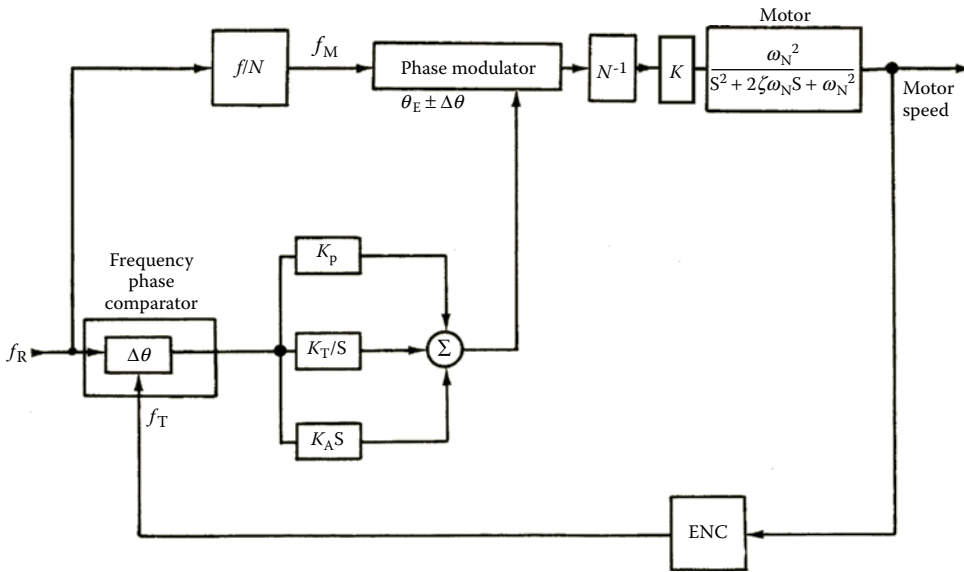 Motor
f/N
f_M
Phase modulator
θ_E ± Δθ
N⁻¹
K
ω_N²
S² + 2ζω_NS + ω_N²
Motor
speed
Frequency
phase
comparator
K_p
f_R
Δθ
K_T/S
Σ
f_T
K_AS
ENC